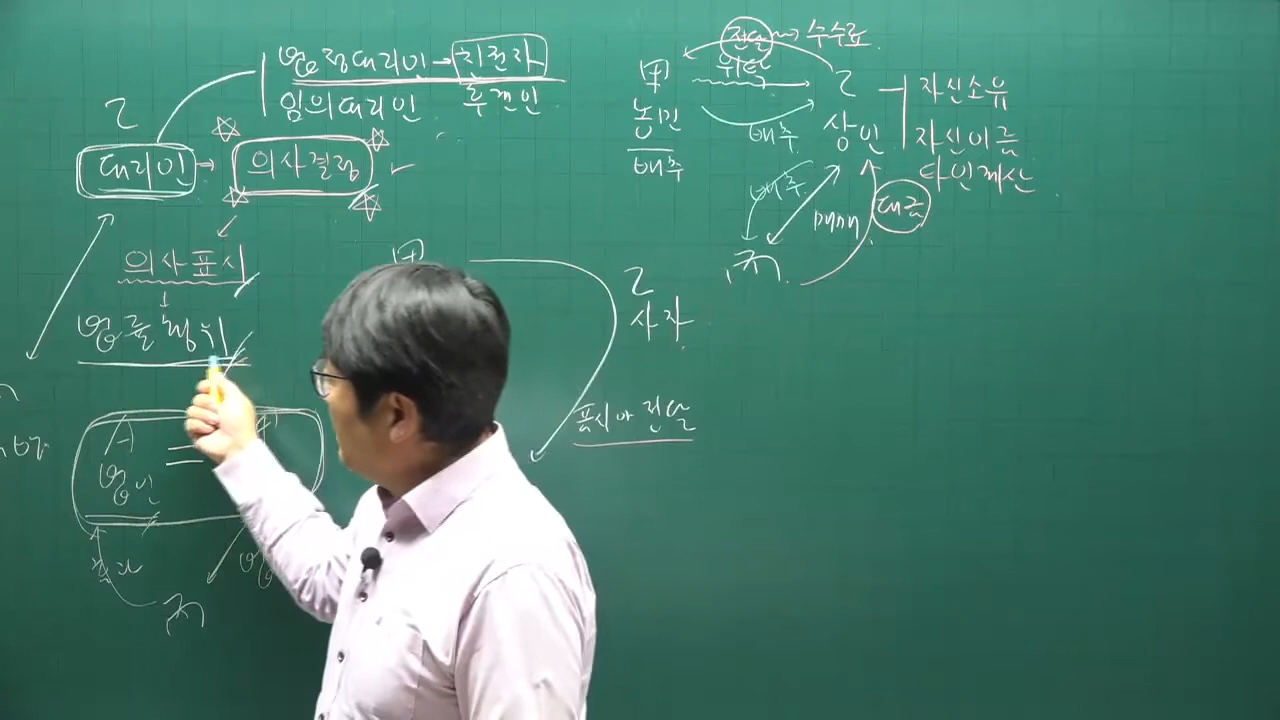 법정대리인 → 친권자
임의대리인 후견인
乙
대리인 → 의사결정
의사표시
↓
법률행위
A
법인
丙
甲
乙
사자
표시 or 전달
전달 → 수수료
위탁
甲
농민
배추
배추
乙
상인
자신소유
자신이름
타인계산
배추
매매
대금
丙